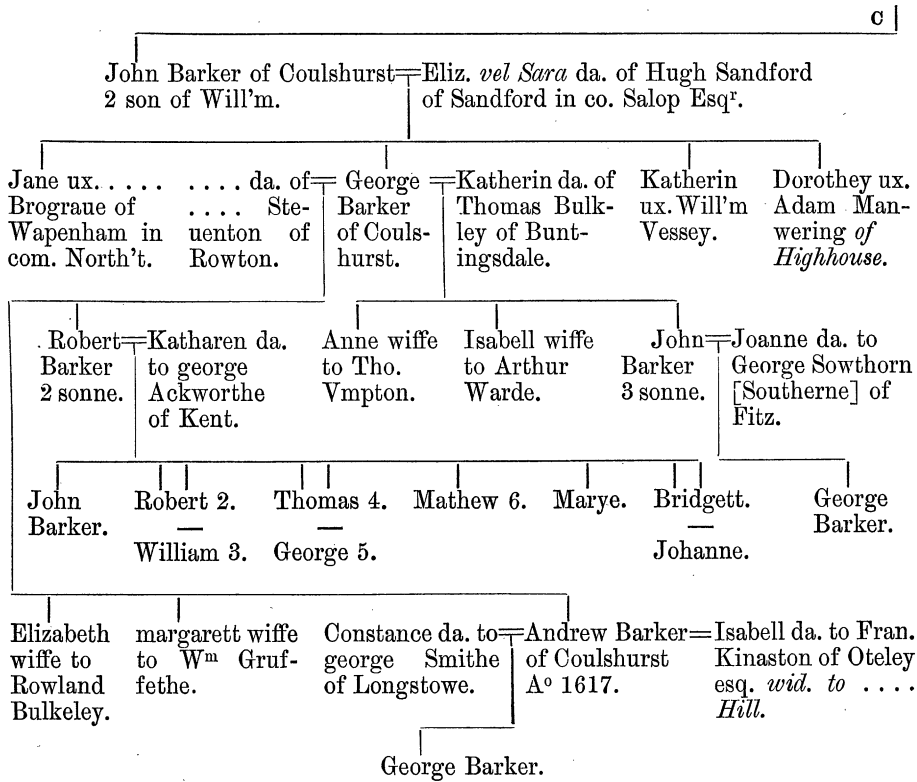 C
John Barker of Coulshurst=Eliz. vel Sara da. of Hugh Sandford
2 son of Will'm.
of Sandford in co. Salop Esqʳ.
Jane ux. . . . . .
Brograue of
Wapenham in
com. North't.
. . . . da. of=
. . . . Ste-
uenton of
Rowton.
George
Barker
of Couls-
hurst.
=Katherin da. of
Thomas Bulk-
ley of Bunt-
ingsdale.
Katherin
ux. Will'm
Vessey.
Dorothey ux.
Adam Man-
wering of
Highhouse.
Robert=
Barker
2 sonne.
Katharen da.
to george
Ackworthe
of Kent.
Anne wiffe
to Tho.
Vmpton.
Isabell wiffe
to Arthur
Warde.
John=
Barker
3 sonne.
Joanne da. to
George Sowthorn
[Southerne] of
Fitz.
John
Barker.
Robert 2.
—
William 3.
Thomas 4.
—
George 5.
Mathew 6.
Marye.
Bridgett.
—
Johanne.
George
Barker.
Elizabeth
wiffe to
Rowland
Bulkeley.
margarett wiffe
to Wᵐ Gruf-
fethe.
Constance da. to=
george Smithe
of Longstowe.
Andrew Barker=
of Coulshurst
Aº 1617.
Isabell da. to Fran.
Kinaston of Oteley
esq. wid. to . . . .
Hill.
George Barker.